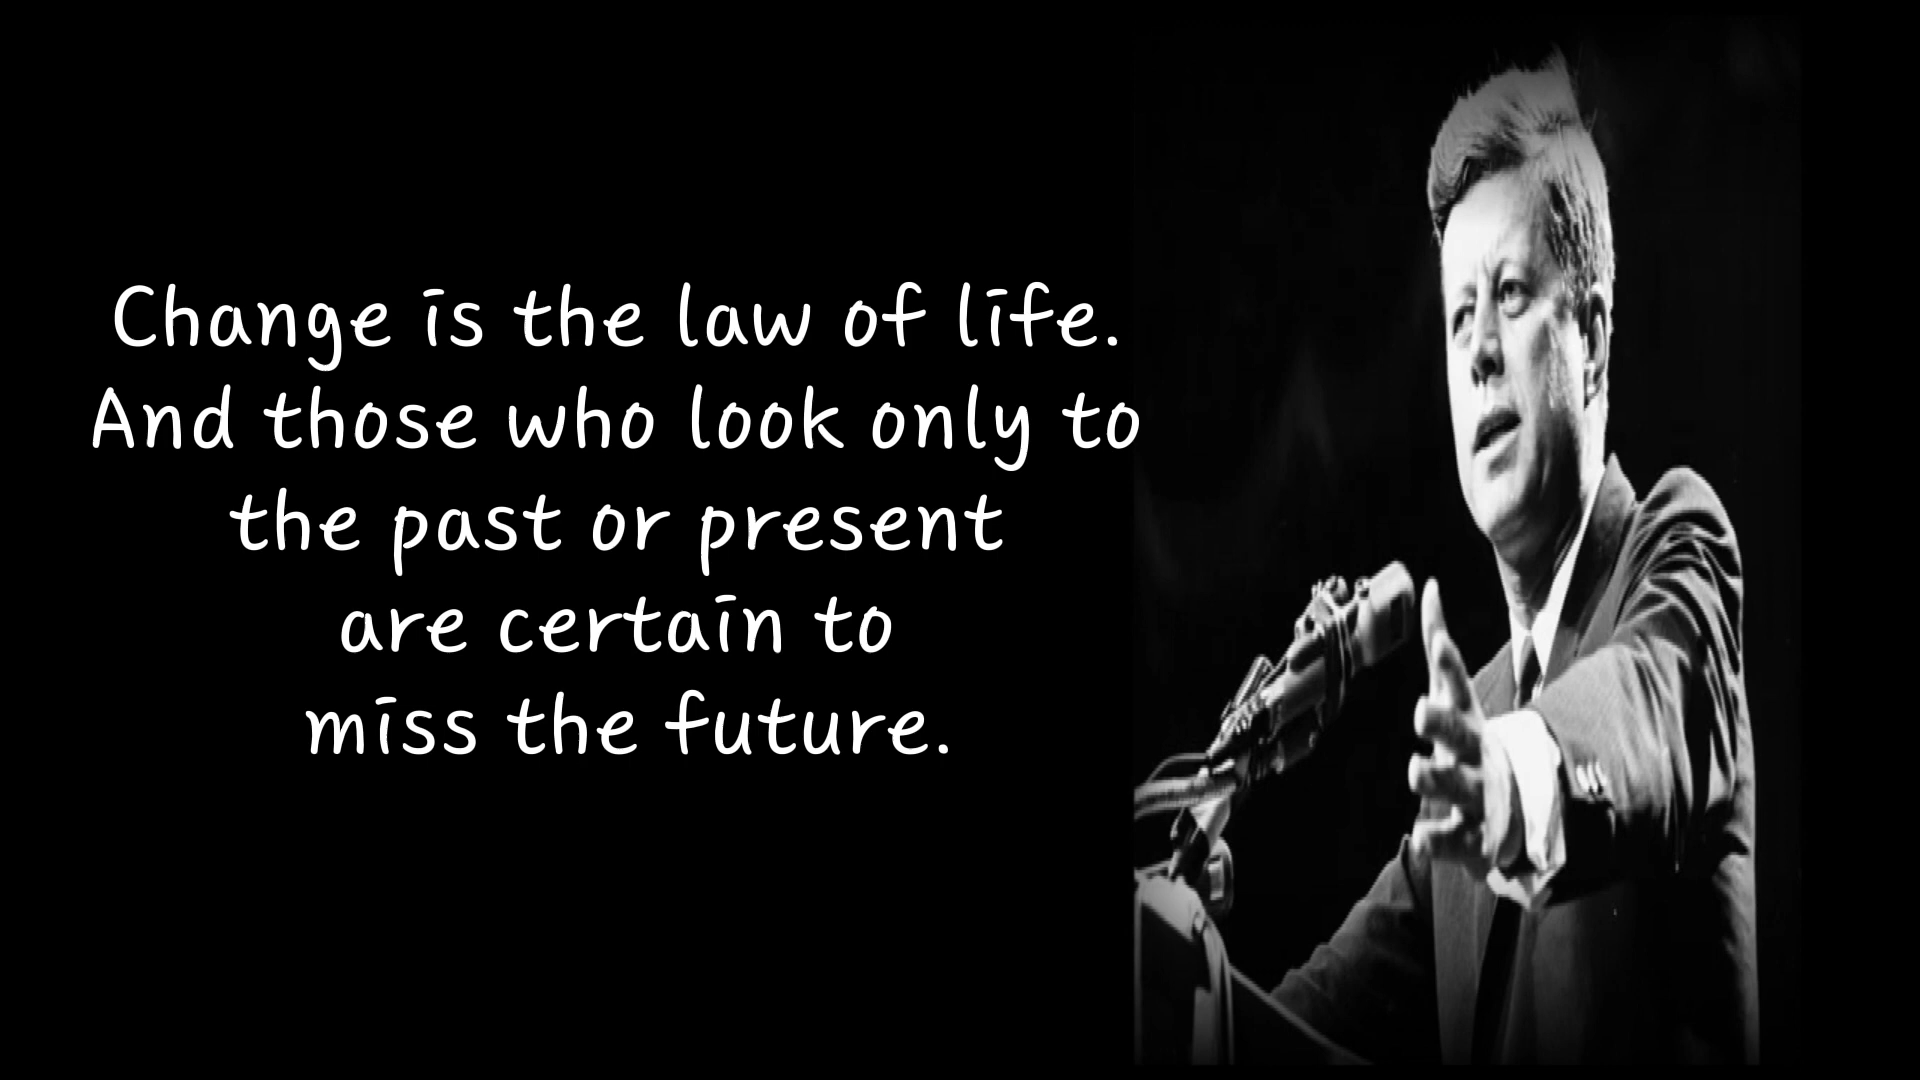 Change is the law of life.
And those who look only to
the past or present
are certain to
miss the future.